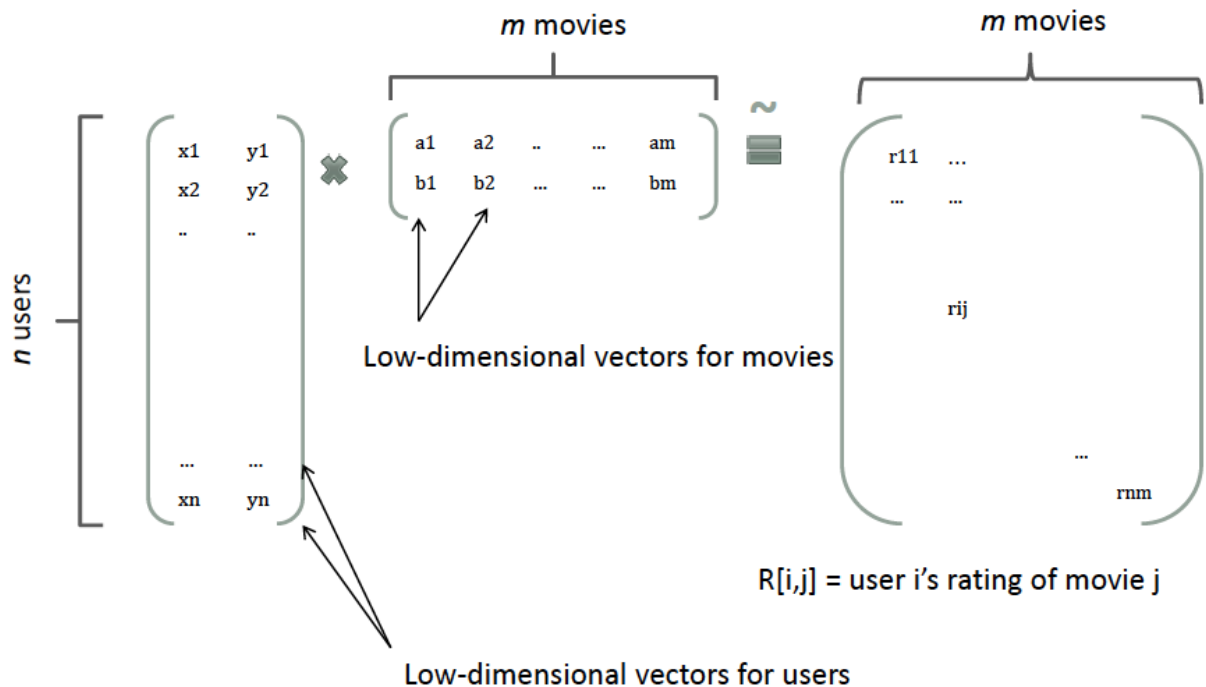 m movies
m movies
n users
x1 y1
x2 y2
.. ..
... ...
xn yn
a1 a2 .. ... am
b1 b2 ... ... bm
~
r11 ...
... ...
rij
...
rnm
Low-dimensional vectors for movies
R[i,j] = user i’s rating of movie j
Low-dimensional vectors for users